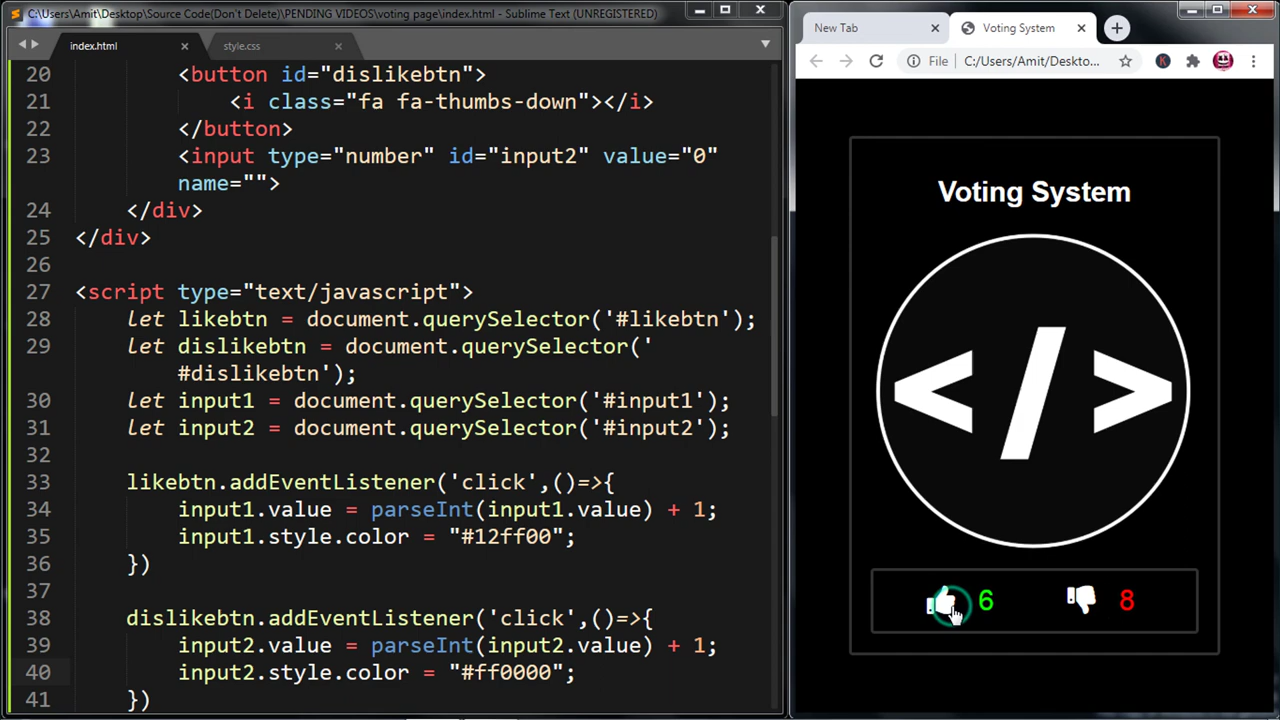 C:\Users\Amit\Desktop\Source Code(Don't Delete)\PENDING VIDEOS\voting page\index.html - Sublime Text (UNREGISTERED)
index.html
style.css
20 <button id="dislikebtn">
21 <i class="fa fa-thumbs-down"></i>
22 </button>
23 <input type="number" id="input2" value="0"
name="">
24 </div>
25 </div>
26
27 <script type="text/javascript">
28 let likebtn = document.querySelector('#likebtn');
29 let dislikebtn = document.querySelector('
#dislikebtn');
30 let input1 = document.querySelector('#input1');
31 let input2 = document.querySelector('#input2');
32
33 likebtn.addEventListener('click',()=>{
34 input1.value = parseInt(input1.value) + 1;
35 input1.style.color = "#12ff00";
36 })
37
38 dislikebtn.addEventListener('click',()=>{
39 input2.value = parseInt(input2.value) + 1;
40 input2.style.color = "#ff0000";
41 })
New Tab
Voting System
File
C:/Users/Amit/Deskto...
K
Voting System
</>
6
8